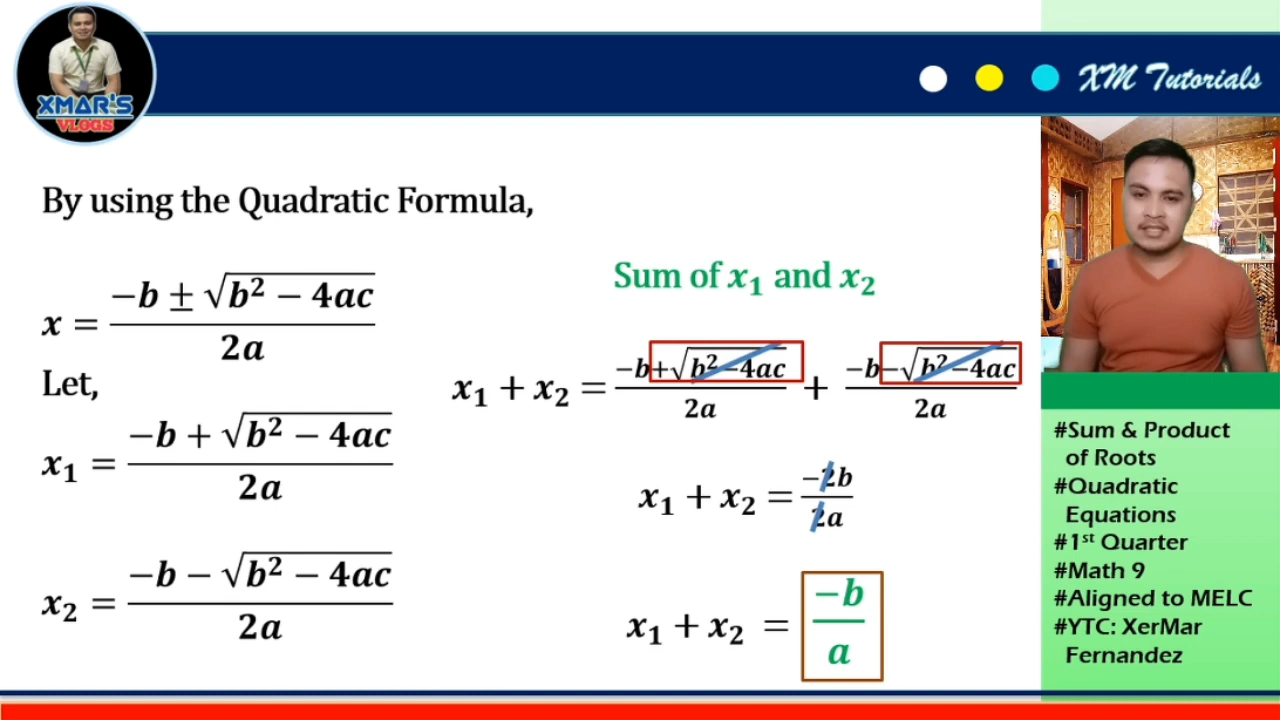 XMAR'S
VLOGS
XM Tutorials
By using the Quadratic Formula,
x = (−b ± √(b² − 4ac)) / 2a
Let,
x₁ = (−b + √(b² − 4ac)) / 2a
x₂ = (−b − √(b² − 4ac)) / 2a
Sum of x₁ and x₂
x₁ + x₂ = (−b+√(b² −4ac)) / 2a + (−b−√(b² −4ac)) / 2a
x₁ + x₂ = −2b / 2a
x₁ + x₂ = −b / a
#Sum & Product
of Roots
#Quadratic
Equations
#1st Quarter
#Math 9
#Aligned to MELC
#YTC: XerMar
Fernandez